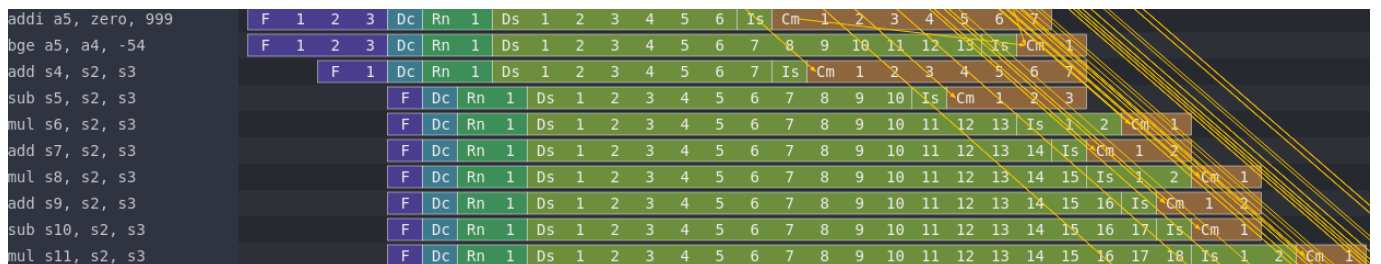 addi a5, zero, 999 F 1 2 3 Dc Rn 1 Ds 1 2 3 4 5 6 Is Cm 1 2 3 4 5 6 7
bge a5, a4, -54 F 1 2 3 Dc Rn 1 Ds 1 2 3 4 5 6 7 8 9 10 11 12 13 Is Cm 1
add s4, s2, s3 F 1 Dc Rn 1 Ds 1 2 3 4 5 6 7 Is Cm 1 2 3 4 5 6 7
sub s5, s2, s3 F Dc Rn 1 Ds 1 2 3 4 5 6 7 8 9 10 Is Cm 1 2 3
mul s6, s2, s3 F Dc Rn 1 Ds 1 2 3 4 5 6 7 8 9 10 11 12 13 Is 1 2 Cm 1
add s7, s2, s3 F Dc Rn 1 Ds 1 2 3 4 5 6 7 8 9 10 11 12 13 14 Is Cm 1 2
mul s8, s2, s3 F Dc Rn 1 Ds 1 2 3 4 5 6 7 8 9 10 11 12 13 14 15 Is 1 2 Cm 1
add s9, s2, s3 F Dc Rn 1 Ds 1 2 3 4 5 6 7 8 9 10 11 12 13 14 15 16 Is Cm 1 2
sub s10, s2, s3 F Dc Rn 1 Ds 1 2 3 4 5 6 7 8 9 10 11 12 13 14 15 16 17 Is Cm 1
mul s11, s2, s3 F Dc Rn 1 Ds 1 2 3 4 5 6 7 8 9 10 11 12 13 14 15 16 17 18 Is 1 2 Cm 1